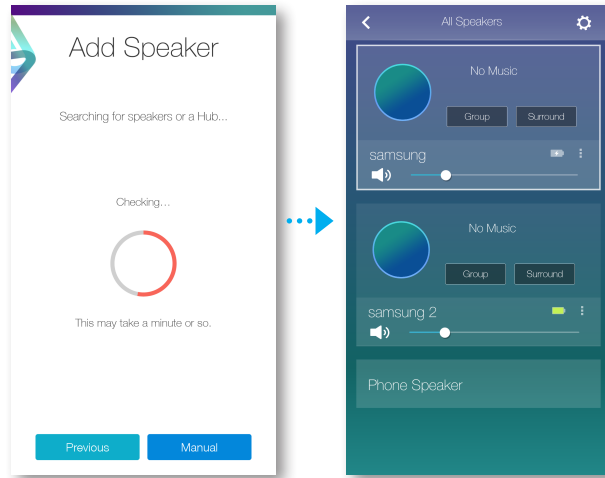 Add Speaker
Searching for speakers or a Hub...
Checking...
This may take a minute or so.
Previous
Manual
All Speakers
No Music
Group
Surround
samsung
No Music
Group
Surround
samsung 2
Phone Speaker